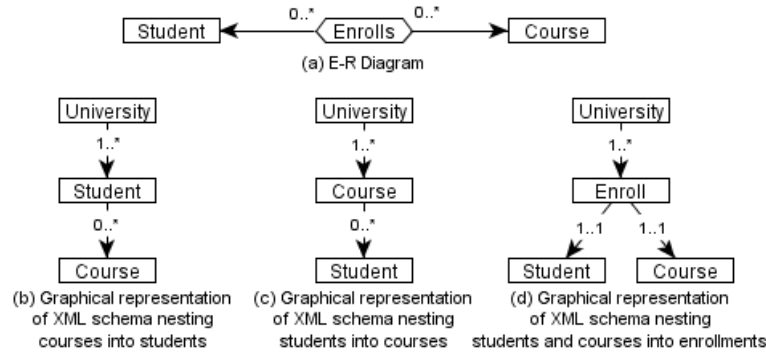 0..* 0..*
Student Enrolls Course
(a) E-R Diagram
University
1..*
Student
0..*
Course
(b) Graphical representation
of XML schema nesting
courses into students
University
1..*
Course
0..*
Student
(c) Graphical representation
of XML schema nesting
students into courses
University
1..*
Enroll
1..1 1..1
Student Course
(d) Graphical representation
of XML schema nesting
students and courses into enrollments